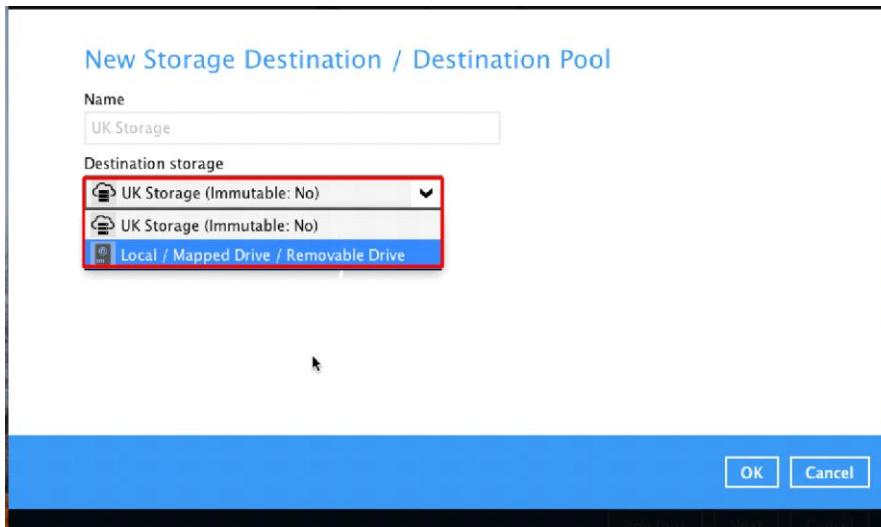 New Storage Destination / Destination Pool
Name
UK Storage
Destination storage
UK Storage (Immutable: No)
UK Storage (Immutable: No)
Local / Mapped Drive / Removable Drive
OK
Cancel